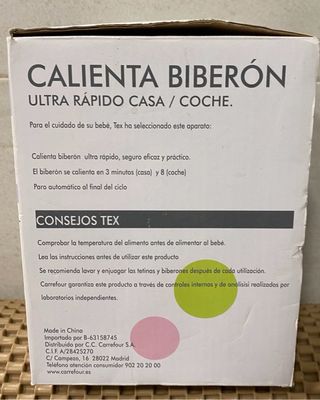 CALIENTA BIBERÓN
ULTRA RÁPIDO CASA / COCHE.
Para el cuidado de su bebé, Tex ha seleccionado este aparato:
Calienta biberón ultra rápido, seguro eficaz y práctico.
El biberón se calienta en 3 minutos (casa) y 8 (coche)
Paro automático al final del ciclo
CONSEJOS TEX
Comprobar la temperatura del alimento antes de alimentar al bebé.
Lea las instrucciones antes de utilizar este producto
Se recomienda lavar y enjuagar las tetinas y biberones después de cada utilización.
Carrefour garantiza este producto a través de controles internos y de análisisi realizados por
laboratorios independientes.
Made in China
Importado por B-63158745
Distribuido por C.C. Carrefour S.A.
C.I.F. A/28425270
C/ Campezo, 16 28022 Madrid
Teléfono atención consumidor 902 20 20 00
www.carrefour.es